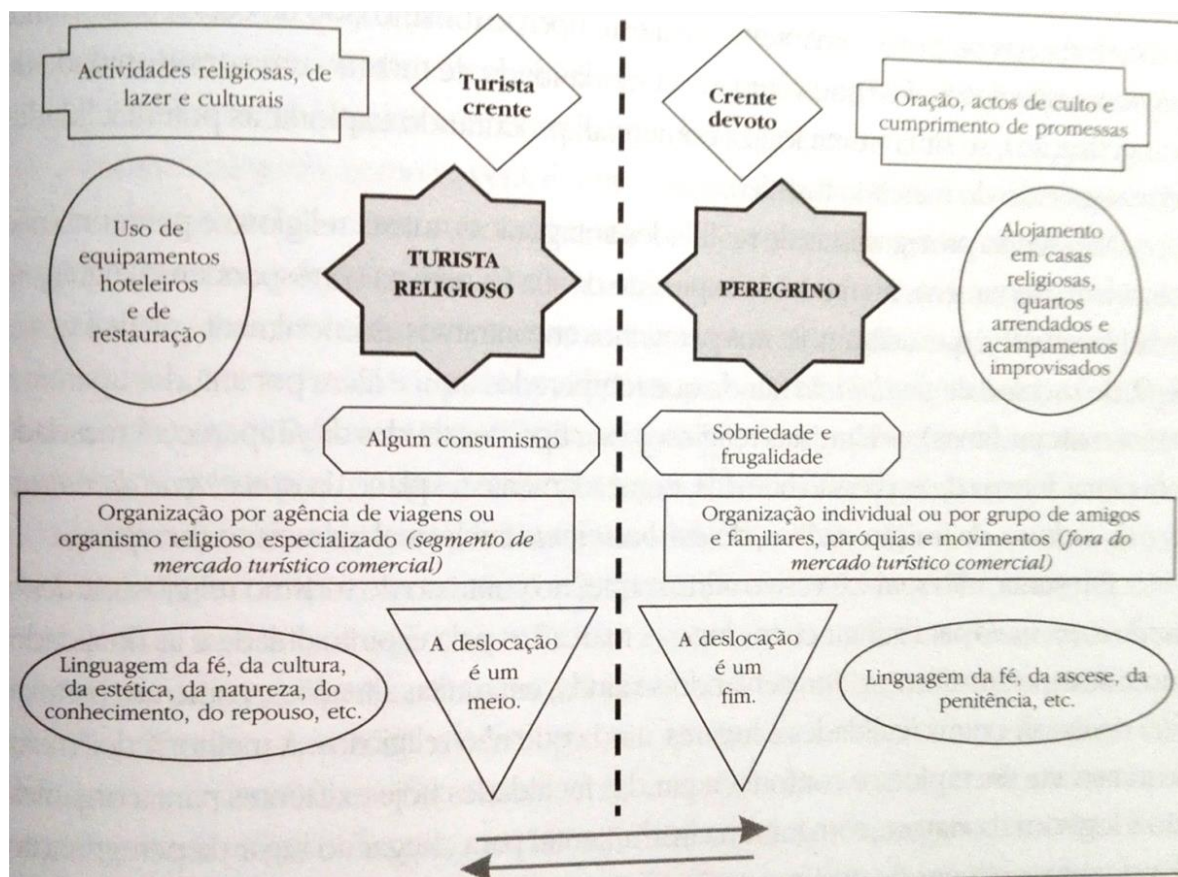 Actividades religiosas, de
lazer e culturais
Turista
crente
Crente
devoto
Oração, actos de culto e
cumprimento de promessas
Uso de
equipamentos
hoteleiros
e de
restauração
TURISTA
RELIGIOSO
PEREGRINO
Alojamento
em casas
religiosas,
quartos
arrendados e
acampamentos
improvisados
Algum consumismo
Sobriedade e
frugalidade
Organização por agência de viagens ou
organismo religioso especializado (segmento de
mercado turístico comercial)
Organização individual ou por grupo de amigos
e familiares, paróquias e movimentos (fora do
mercado turístico comercial)
Linguagem da fé, da cultura,
da estética, da natureza, do
conhecimento, do repouso, etc.
A deslocação
é um
meio.
A deslocação
é um
fim.
Linguagem da fé, da ascese, da
penitência, etc.